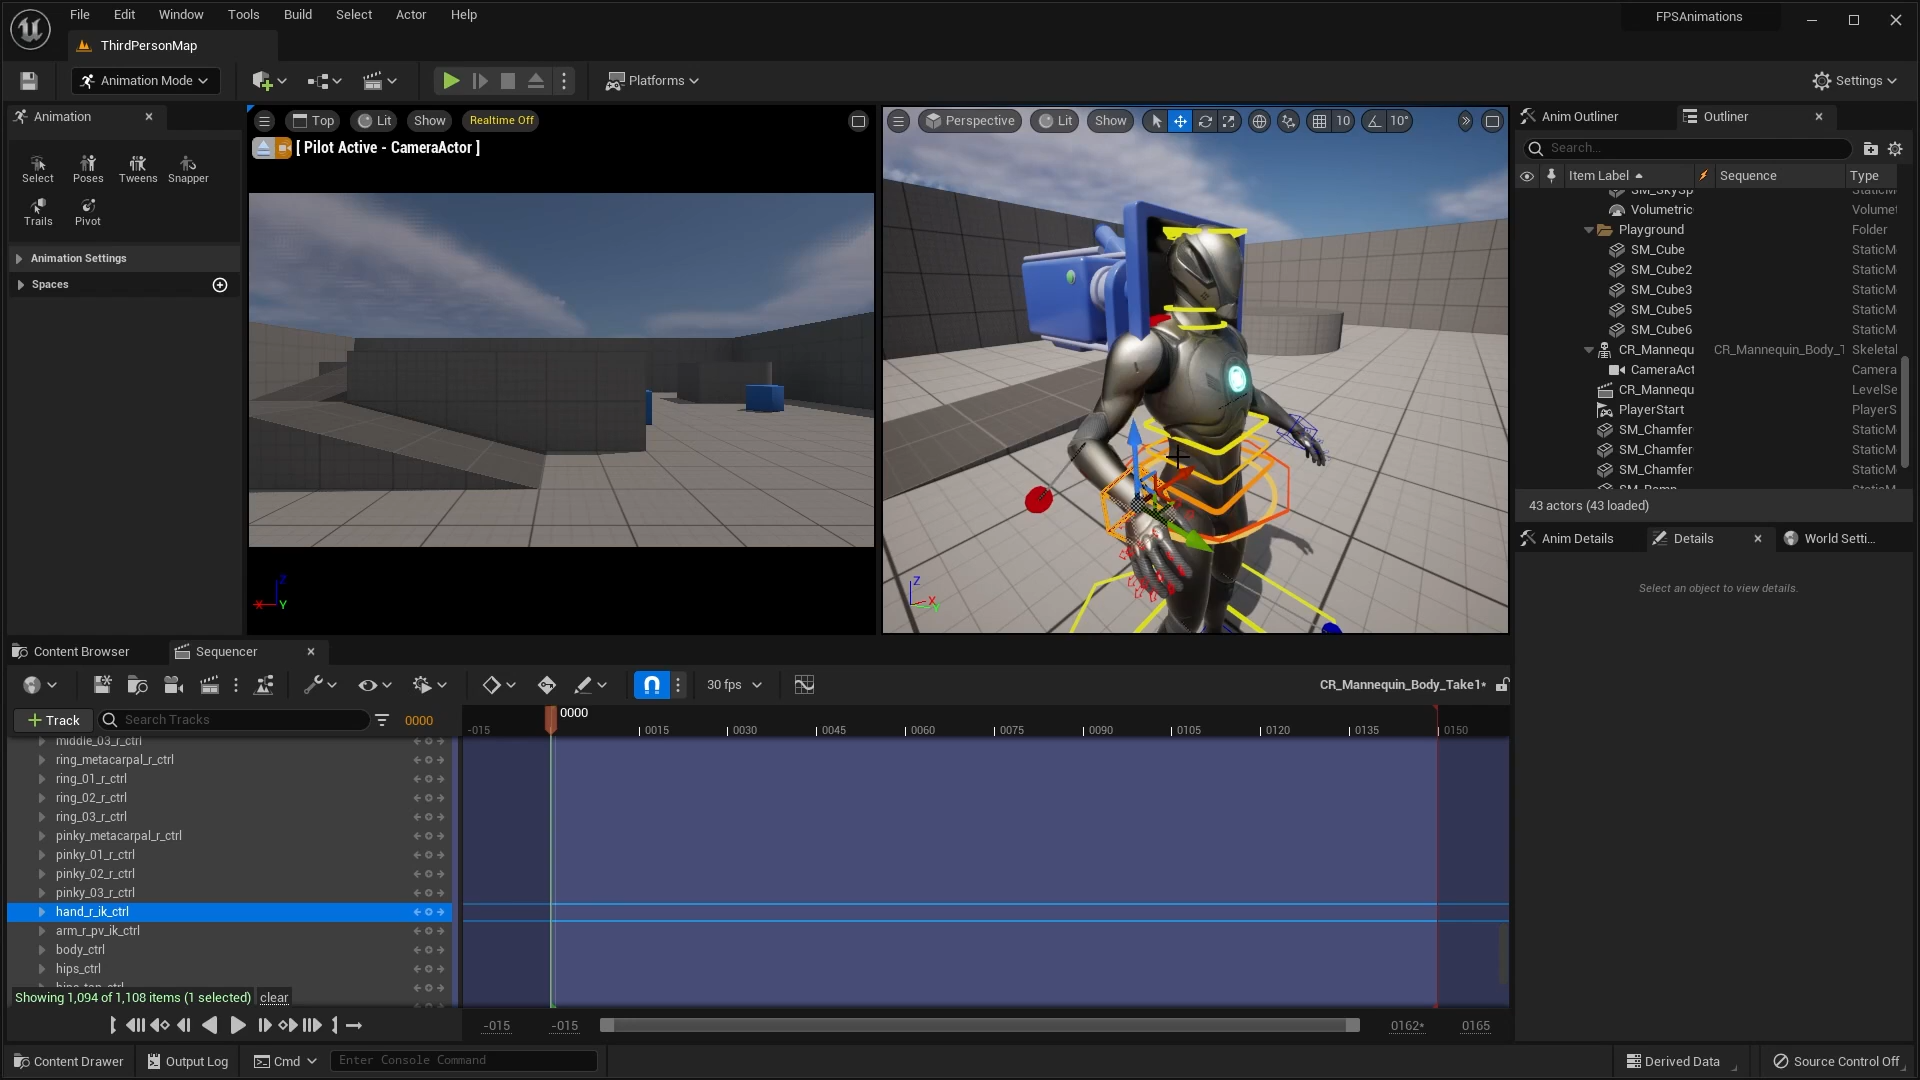 File Edit Window Tools Build Select Actor Help
FPSAnimations
ThirdPersonMap
Animation Mode
Platforms
Settings
Animation
Select Poses Tweens Snapper
Trails Pivot
Animation Settings
Spaces
Top Lit Show Realtime Off
[ Pilot Active - CameraActor ]
Z
X Y
Perspective Lit Show 10 10°
Z
X
Y
Anim Outliner Outliner
Search...
Item Label Sequence Type
SM_SkySp StaticM
Volumetric Volumet
Playground Folder
SM_Cube StaticM
SM_Cube2 StaticM
SM_Cube3 StaticM
SM_Cube5 StaticM
SM_Cube6 StaticM
CR_Mannequ CR_Mannequin_Body_T Skeletal
CameraAct Camera
CR_Mannequ LevelSe
PlayerStart PlayerS
SM_Chamfer StaticM
SM_Chamfer StaticM
SM_Chamfer StaticM
43 actors (43 loaded)
Anim Details Details World Setti...
Select an object to view details.
Content Browser Sequencer
30 fps
CR_Mannequin_Body_Take1*
Track
Search Tracks
0000
0000
-015 0015 0030 0045 0060 0075 0090 0105 0120 0135 0150
middle_03_r_ctrl
ring_metacarpal_r_ctrl
ring_01_r_ctrl
ring_02_r_ctrl
ring_03_r_ctrl
pinky_metacarpal_r_ctrl
pinky_01_r_ctrl
pinky_02_r_ctrl
pinky_03_r_ctrl
hand_r_ik_ctrl
arm_r_pv_ik_ctrl
body_ctrl
hips_ctrl
Showing 1,094 of 1,108 items (1 selected) clear
-015 -015 0162* 0165
Content Drawer Output Log Cmd Enter Console Command
Derived Data Source Control Off